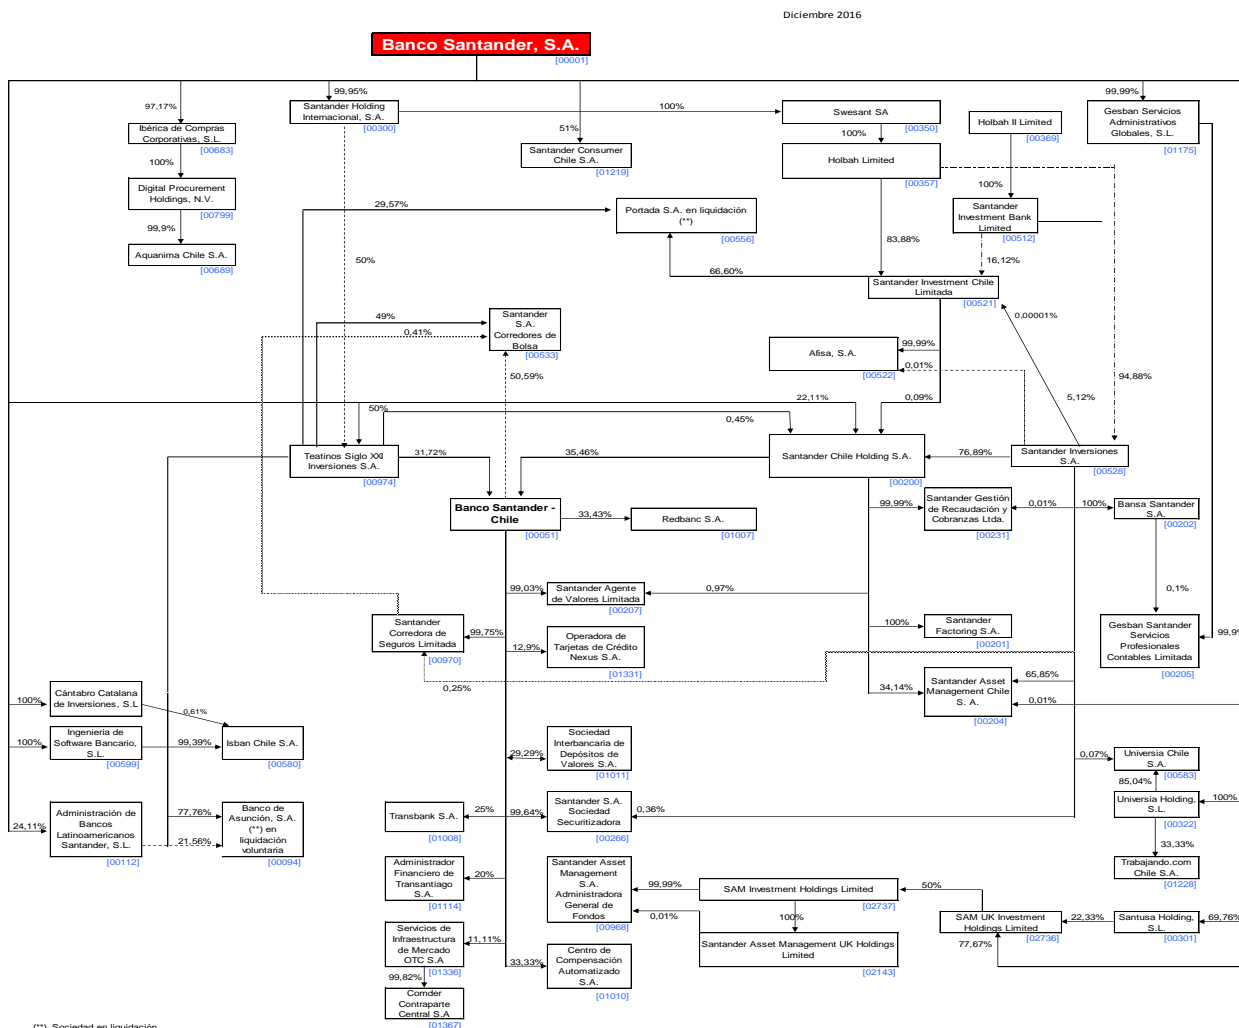 Diciembre 2016
Banco Santander, S.A.
[00001]
97,17%
99,95%
51%
99,99%
Ibérica de Compras
Corporativas, S.L.
[00683]
Santander Holding
Internacional, S.A.
[00300]
100%
Swesant SA
[00350]
Holbah II Limited
[00369]
Gesban Servicios
Administrativos
Globales, S.L.
[01175]
Santander Consumer
Chile S.A.
[01219]
100%
Holbah Limited
[00357]
100%
Digital Procurement
Holdings, N.V.
[00799]
99,9%
Aquanima Chile S.A.
[00689]
29,57%
Portada S.A. en liquidación
(**)
[00556]
100%
Santander
Investment Bank
Limited
[00512]
50%
66,60%
83,88%
16,12%
Santander Investment Chile
Limitada
[00521]
0,00001%
49%
0,41%
Santander
S.A.
Corredores de
Bolsa
[00533]
50,59%
Afisa, S.A.
[00522]
99,99%
0,01%
94,88%
5,12%
50%
22,11%
0,09%
0,45%
Teatinos Siglo XXI
Inversiones S.A.
[00974]
31,72%
35,46%
Santander Chile Holding S.A.
[00200]
76,89%
Santander Inversiones
S.A.
[00528]
Banco Santander -
Chile
[00051]
33,43%
Redbanc S.A.
[01007]
99,99%
Santander Gestión
de Recaudación y
Cobranzas Ltda.
[00231]
0,01%
100%
Bansa Santander
S.A.
[00202]
99,03%
Santander Agente
de Valores Limitada
[00207]
0,97%
0,1%
Santander
Corredora de
Seguros Limitada
[00970]
99,75%
12,9%
Operadora de
Tarjetas de Crédito
Nexus S.A.
[01331]
100%
Santander
Factoring S.A.
[00201]
Gesban Santander
Servicios
Profesionales
Contables Limitada
[00205]
99,9%
0,25%
34,14%
Santander Asset
Management Chile
S. A.
[00204]
65,85%
0,01%
100%
Cántabro Catalana
de Inversiones, S.L
0,61%
100%
Ingeniería de
Software Bancario,
S.L.
[00599]
99,39%
Isban Chile S.A.
[00580]
29,29%
Sociedad
Interbancaria de
Depósitos de
Valores S.A.
[01011]
0,07%
Universia Chile
S.A.
[00583]
85,04%
Universia Holding,
S.L.
[00322]
100%
33,33%
Trabajando.com
Chile S.A.
[01228]
24,11%
Administración de
Bancos
Latinoamericanos
Santander, S.L.
[00112]
77,76%
21,56%
Banco de
Asunción, S.A.
(**) en
liquidación
voluntaria
[00094]
Transbank S.A.
[01008]
25%
99,64%
Santander S.A.
Sociedad
Securitizadora
[00266]
0,36%
Administrador
Financiero de
Transantiago
S.A.
[01114]
20%
Santander Asset
Management
S.A.
Administradora
General de
Fondos
[00968]
99,99%
0,01%
SAM Investment Holdings Limited
[02737]
100%
Santander Asset Management UK Holdings
Limited
[02143]
50%
SAM UK Investment
Holdings Limited
[02736]
22,33%
77,67%
Santusa Holding,
S.L.
[00301]
69,76%
Servicios de
Infraestructura
de Mercado
OTC S.A
[01336]
11,11%
33,33%
Centro de
Compensación
Automatizado
S.A.
[01010]
99,82%
Comder
Contraparte
Central S.A
[01367]
(**) Sociedad en liquidación